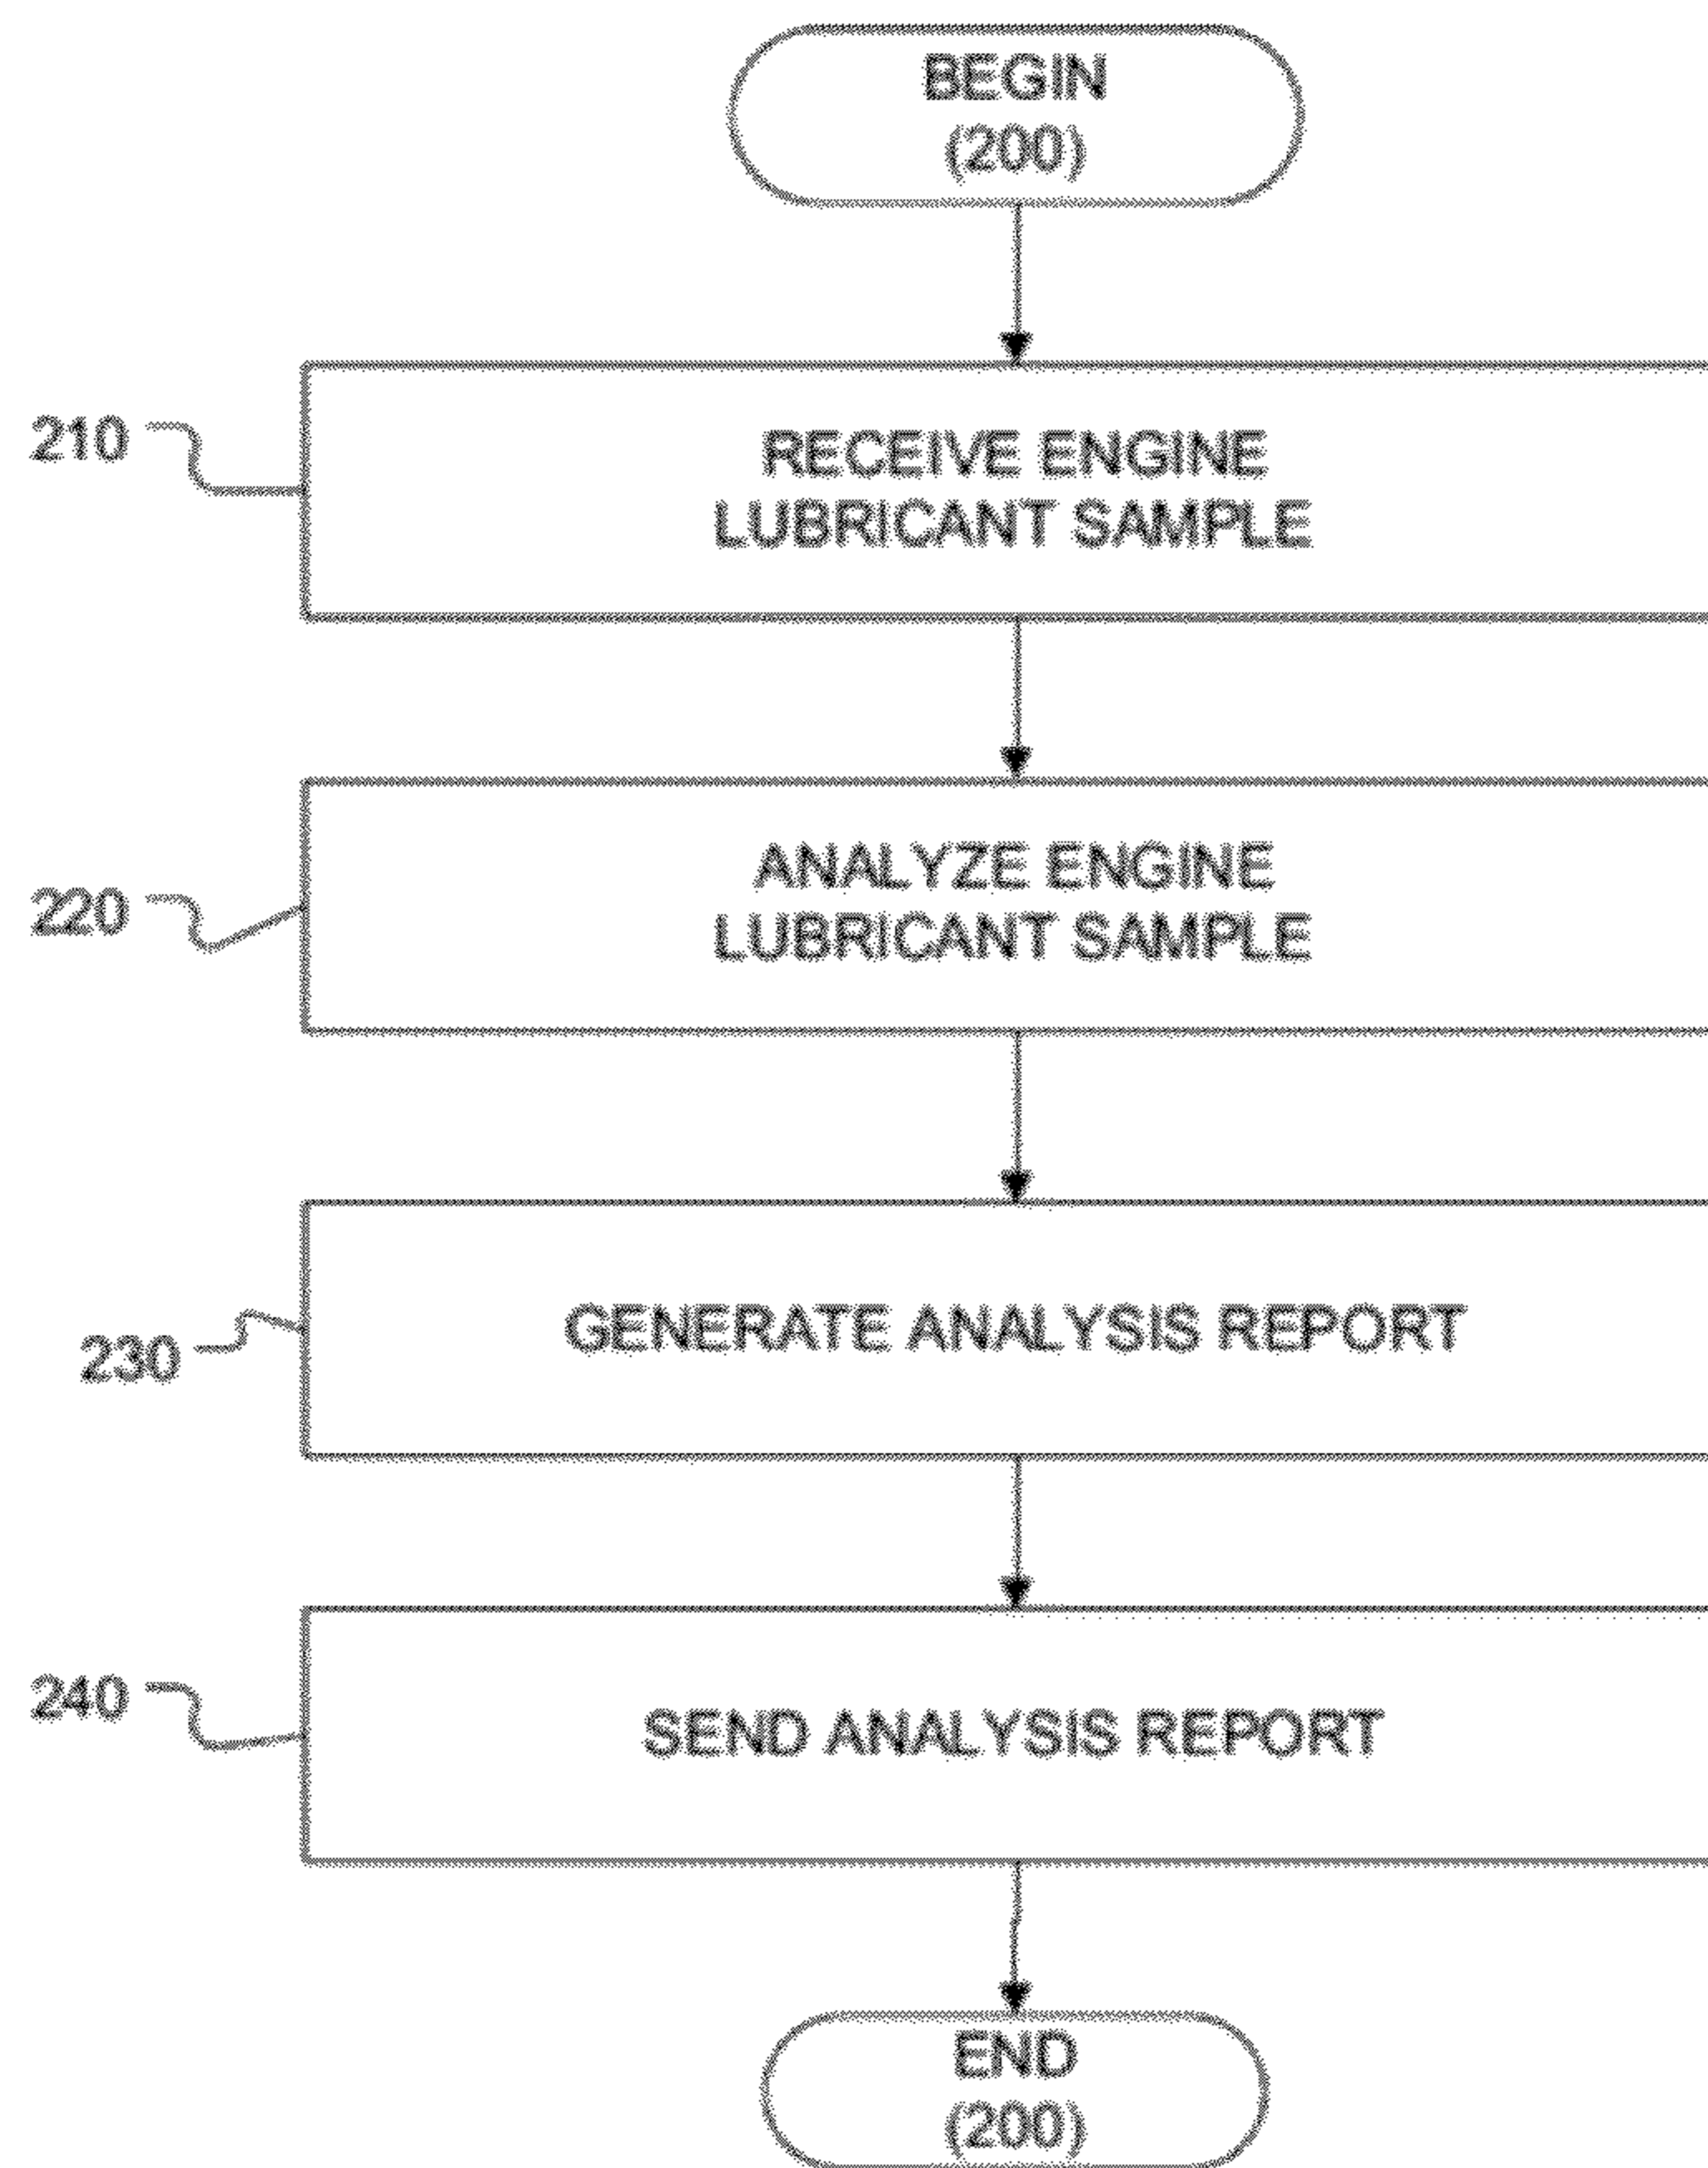 BEGIN
(200)
210
RECEIVE ENGINE
LUBRICANT SAMPLE
220
ANALYZE ENGINE
LUBRICANT SAMPLE
230
GENERATE ANALYSIS REPORT
240
SEND ANALYSIS REPORT
END
(200)